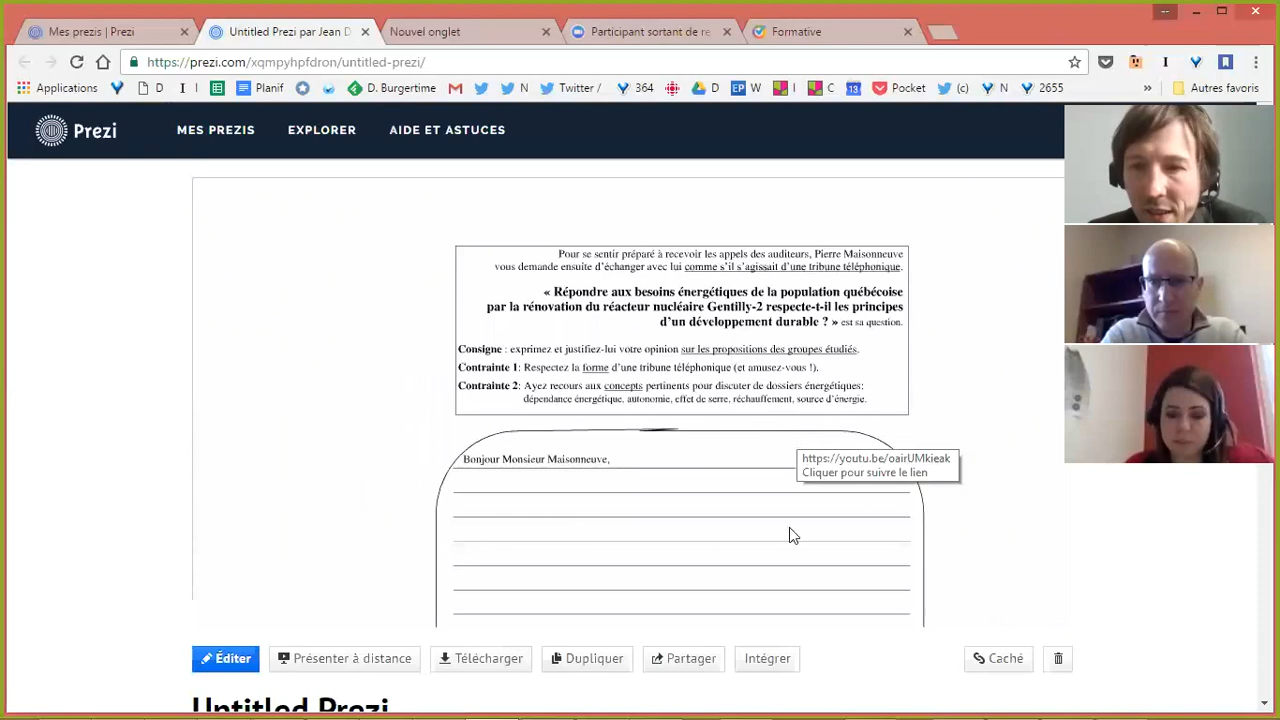 Mes prezis | Prezi
Untitled Prezi par Jean D
Nouvel onglet
Participant sortant de re
Formative
https://prezi.com/xqmpyhpfdron/untitled-prezi/
Applications
D
I
I
Planif
D. Burgertime
N
Twitter /
364
D
EP
W
I
C
13
Pocket
(c)
N
2655
»
Autres favoris
Prezi
MES PREZIS
EXPLORER
AIDE ET ASTUCES
Pour se sentir préparé à recevoir les appels des auditeurs, Pierre Maisonneuve
vous demande ensuite d'échanger avec lui comme s'il s'agissait d'une tribune téléphonique.
« Répondre aux besoins énergétiques de la population québécoise
par la rénovation du réacteur nucléaire Gentilly-2 respecte-t-il les principes
d'un développement durable ? » est sa question.
Consigne : exprimez et justifiez-lui votre opinion sur les propositions des groupes étudiés.
Contrainte 1: Respectez la forme d'une tribune téléphonique (et amusez-vous !).
Contrainte 2: Ayez recours aux concepts pertinents pour discuter de dossiers énergétiques:
dépendance énergétique, autonomie, effet de serre, réchauffement, source d'énergie.
Bonjour Monsieur Maisonneuve,
https://youtu.be/oairUMkieak
Cliquer pour suivre le lien
Éditer
Présenter à distance
Télécharger
Dupliquer
Partager
Intégrer
Caché
Untitled Prezi